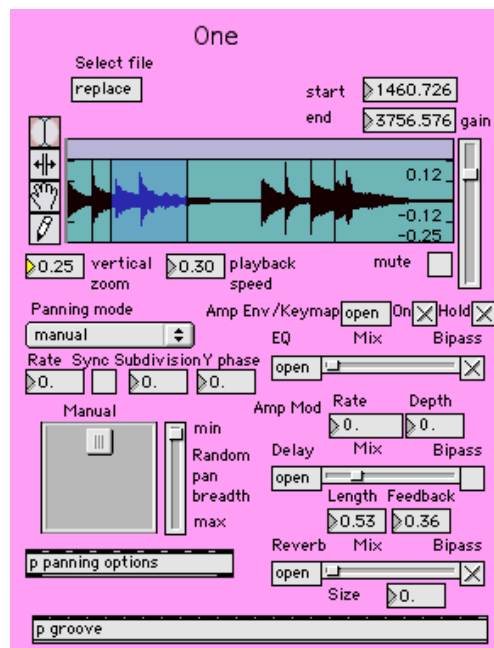 One
Select file
replace
start 1460.726
end 3756.576 gain
0.12
-0.12
-0.25
0.25 vertical zoom 0.30 playback speed mute
Panning mode Amp Env/Keymap open On Hold
manual
EQ Mix Bipass
Rate Sync Subdivision Y phase
open
0. 0. 0.
Manual
Amp Mod Rate Depth
0. 0.
min
Random
pan
breadth
max
Delay Mix Bipass
open
Length Feedback
0.53 0.36
p panning options
Reverb Mix Bipass
open
Size 0.
p groove